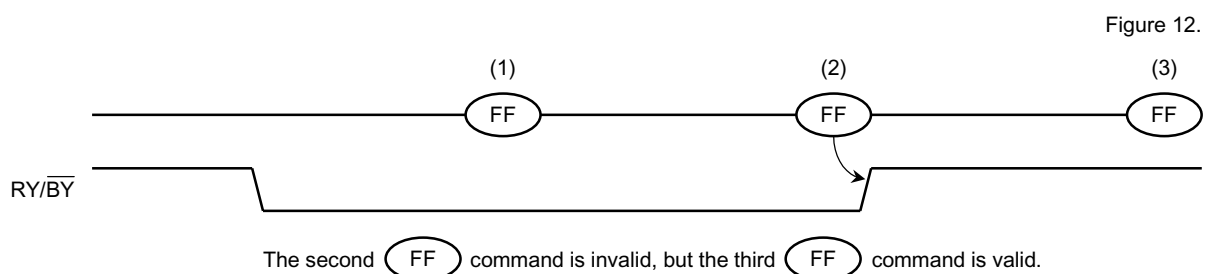 Figure 12.
(1) (2) (3)
FF FF FF
RY/B̅Y̅
The second FF command is invalid, but the third FF command is valid.